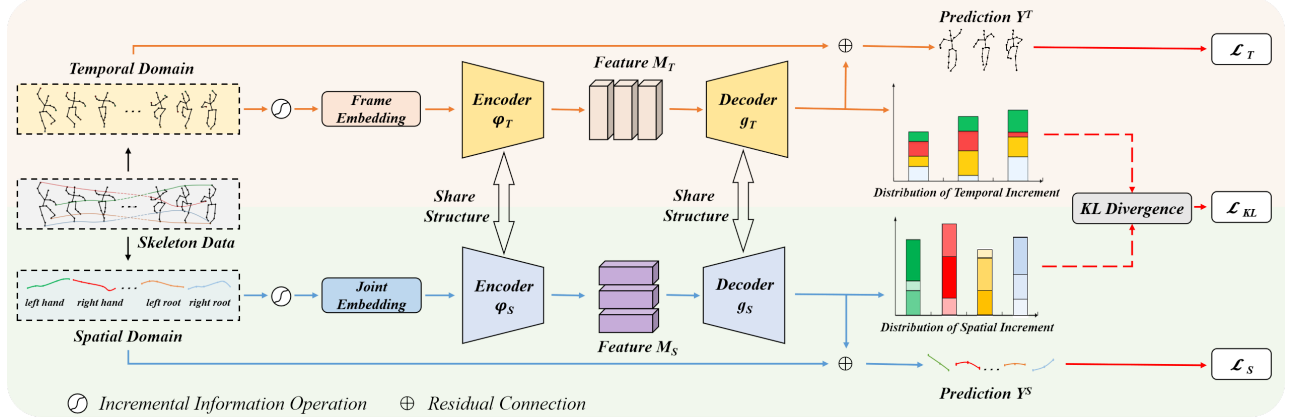 Prediction Y^T
ℒ_T
Temporal Domain
Frame
Embedding
Encoder
φ_T
Feature M_T
Decoder
g_T
Distribution of Temporal Increment
Share
Structure
Share
Structure
KL Divergence
ℒ_KL
Skeleton Data
left hand
right hand
left root
right root
Spatial Domain
Joint
Embedding
Encoder
φ_S
Feature M_S
Decoder
g_S
Distribution of Spatial Increment
Prediction Y^S
ℒ_S
Incremental Information Operation
Residual Connection